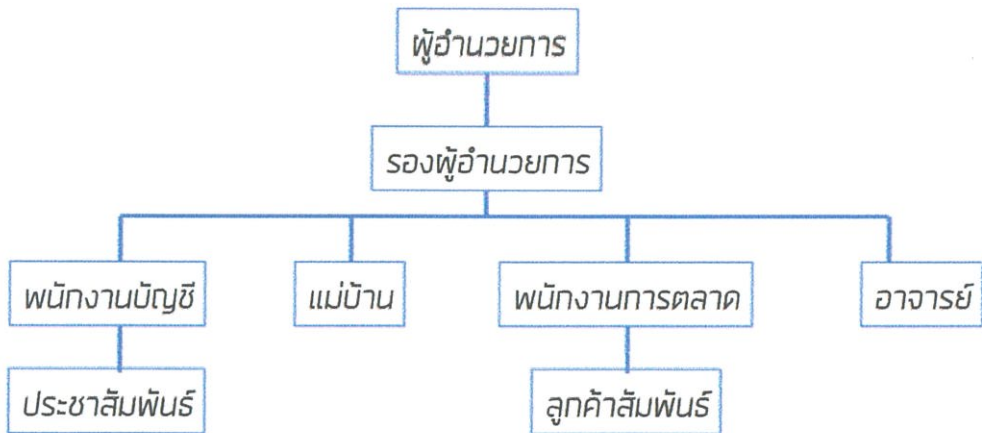 ผู้อำนวยการ
รองผู้อำนวยการ
พนักงานบัญชี
แม่บ้าน
พนักงานการตลาด
อาจารย์
ประชาสัมพันธ์
ลูกค้าสัมพันธ์